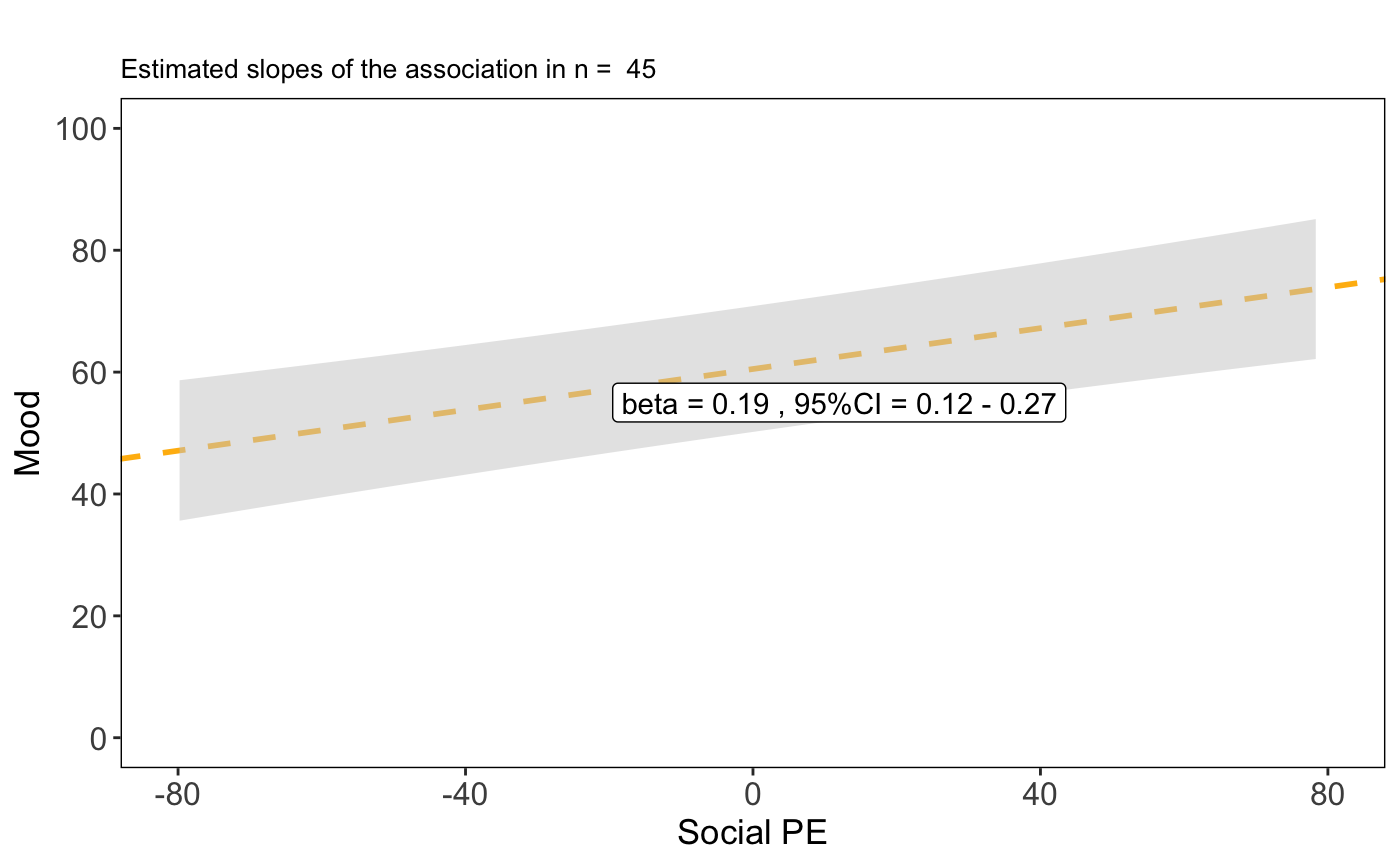 Estimated slopes of the association in n =  45
100
80
60
40
20
0
Mood
beta = 0.19 , 95%CI = 0.12 - 0.27
-80 -40 0 40 80
Social PE